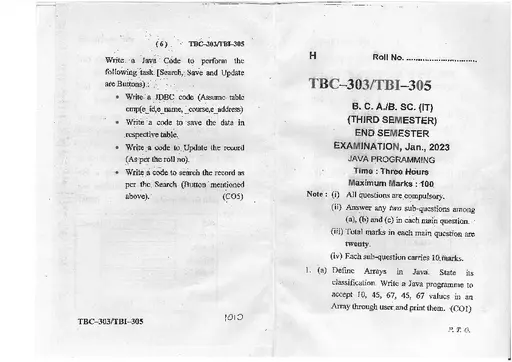 (6) TBC–303/TBI–305
Write a Java Code to perform the
following task [Search, Save and Update
are Buttons) :
• Write a JDBC code (Assume table
emp(e_id,e_name, _course,e_address)
• Write a code to save the data in
respective table.
• Write a code to Update the record
(As per the roll no).
• Write a code to search the record as
per the Search (Button mentioned
above). (CO5)
TBC–303/TBI–305
H Roll No. ............................
TBC–303/TBI–305
B. C. A./B. SC. (IT)
(THIRD SEMESTER)
END SEMESTER
EXAMINATION, Jan., 2023
JAVA PROGRAMMING
Time : Three Hours
Maximum Marks : 100
Note : (i) All questions are compulsory.
(ii) Answer any two sub-questions among
(a), (b) and (c) in each main question.
(iii) Total marks in each main question are
twenty.
(iv) Each sub-question carries 10 marks.
1. (a) Define Arrays in Java. State its
classification. Write a Java programme to
accept 10, 45, 67, 45, 67 values in an
Array through user and print them. (CO1)
P. T. O.